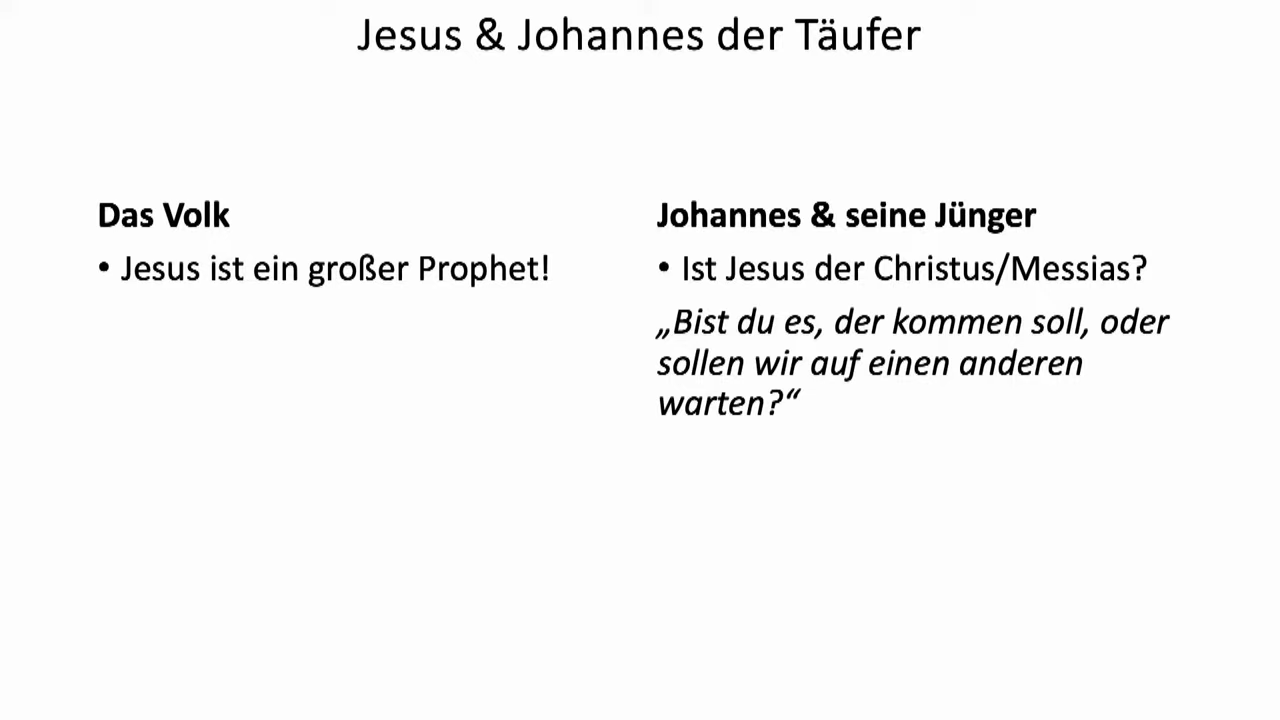 Jesus & Johannes der Täufer
Das Volk
• Jesus ist ein großer Prophet!
Johannes & seine Jünger
• Ist Jesus der Christus/Messias?
„Bist du es, der kommen soll, oder
sollen wir auf einen anderen
warten?“